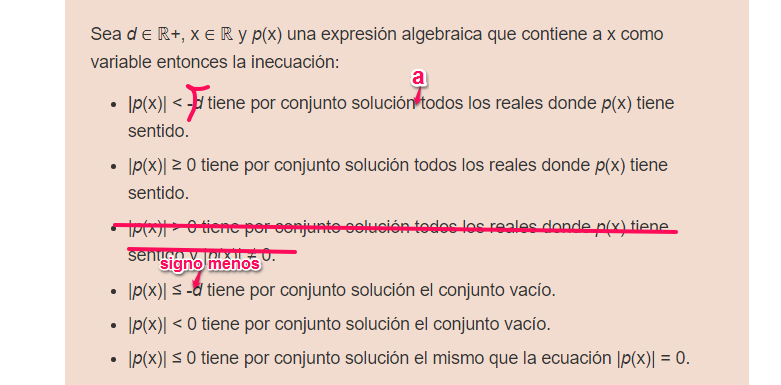 Sea d ∈ ℝ+, x ∈ ℝ y p(x) una expresión algebraica que contiene a x como
variable entonces la inecuación:
a
• |p(x)| < -d tiene por conjunto solución todos los reales donde p(x) tiene
sentido.
• |p(x)| ≥ 0 tiene por conjunto solución todos los reales donde p(x) tiene
sentido.
• |p(x)| > 0 tiene por conjunto solución todos los reales donde p(x) tiene
sentido y |p(x)| ≠ 0.
signo menos
• |p(x)| ≤ -d tiene por conjunto solución el conjunto vacío.
• |p(x)| < 0 tiene por conjunto solución el conjunto vacío.
• |p(x)| ≤ 0 tiene por conjunto solución el mismo que la ecuación |p(x)| = 0.